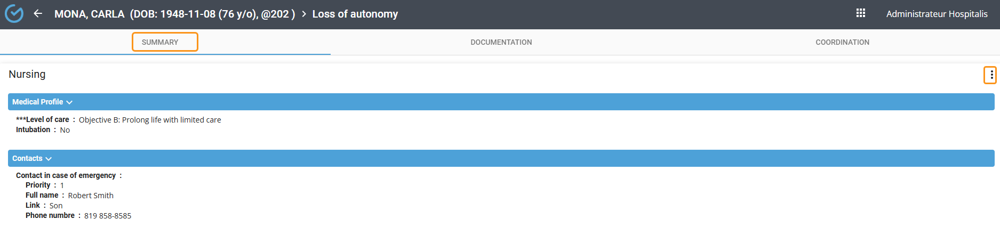 MONA, CARLA (DOB: 1948-11-08 (76 y/o), @202 ) > Loss of autonomy
Administrateur Hospitalis
SUMMARY
DOCUMENTATION
COORDINATION
Nursing
Medical Profile
***Level of care : Objective B: Prolong life with limited care
Intubation : No
Contacts
Contact in case of emergency :
Priority : 1
Full name : Robert Smith
Link : Son
Phone numbre : 819 858-8585